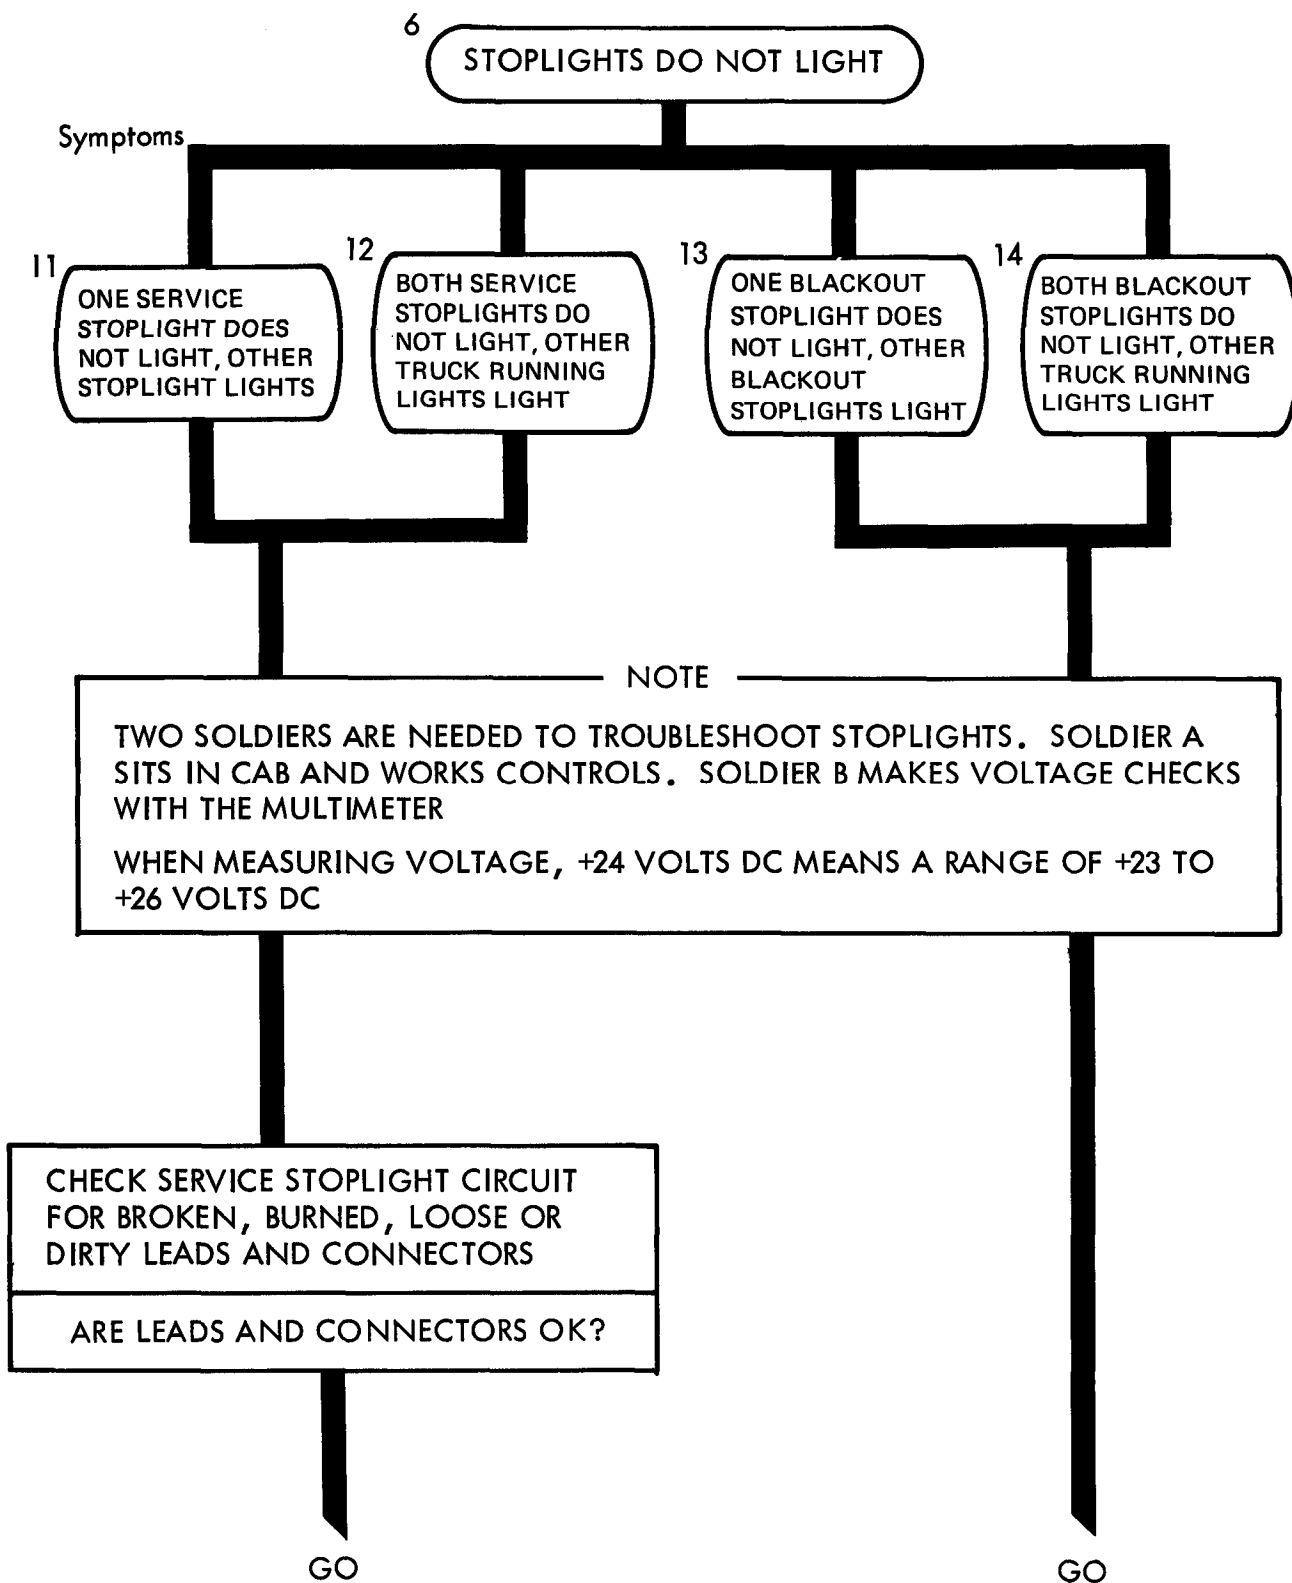 6
STOPLIGHTS DO NOT LIGHT
Symptoms
11
ONE SERVICE
STOPLIGHT DOES
NOT LIGHT, OTHER
STOPLIGHT LIGHTS
12
BOTH SERVICE
STOPLIGHTS DO
NOT LIGHT, OTHER
TRUCK RUNNING
LIGHTS LIGHT
13
ONE BLACKOUT
STOPLIGHT DOES
NOT LIGHT, OTHER
BLACKOUT
STOPLIGHTS LIGHT
14
BOTH BLACKOUT
STOPLIGHTS DO
NOT LIGHT, OTHER
TRUCK RUNNING
LIGHTS LIGHT
NOTE
TWO SOLDIERS ARE NEEDED TO TROUBLESHOOT STOPLIGHTS. SOLDIER A
SITS IN CAB AND WORKS CONTROLS. SOLDIER B MAKES VOLTAGE CHECKS
WITH THE MULTIMETER
WHEN MEASURING VOLTAGE, +24 VOLTS DC MEANS A RANGE OF +23 TO
+26 VOLTS DC
CHECK SERVICE STOPLIGHT CIRCUIT
FOR BROKEN, BURNED, LOOSE OR
DIRTY LEADS AND CONNECTORS
ARE LEADS AND CONNECTORS OK?
GO
GO